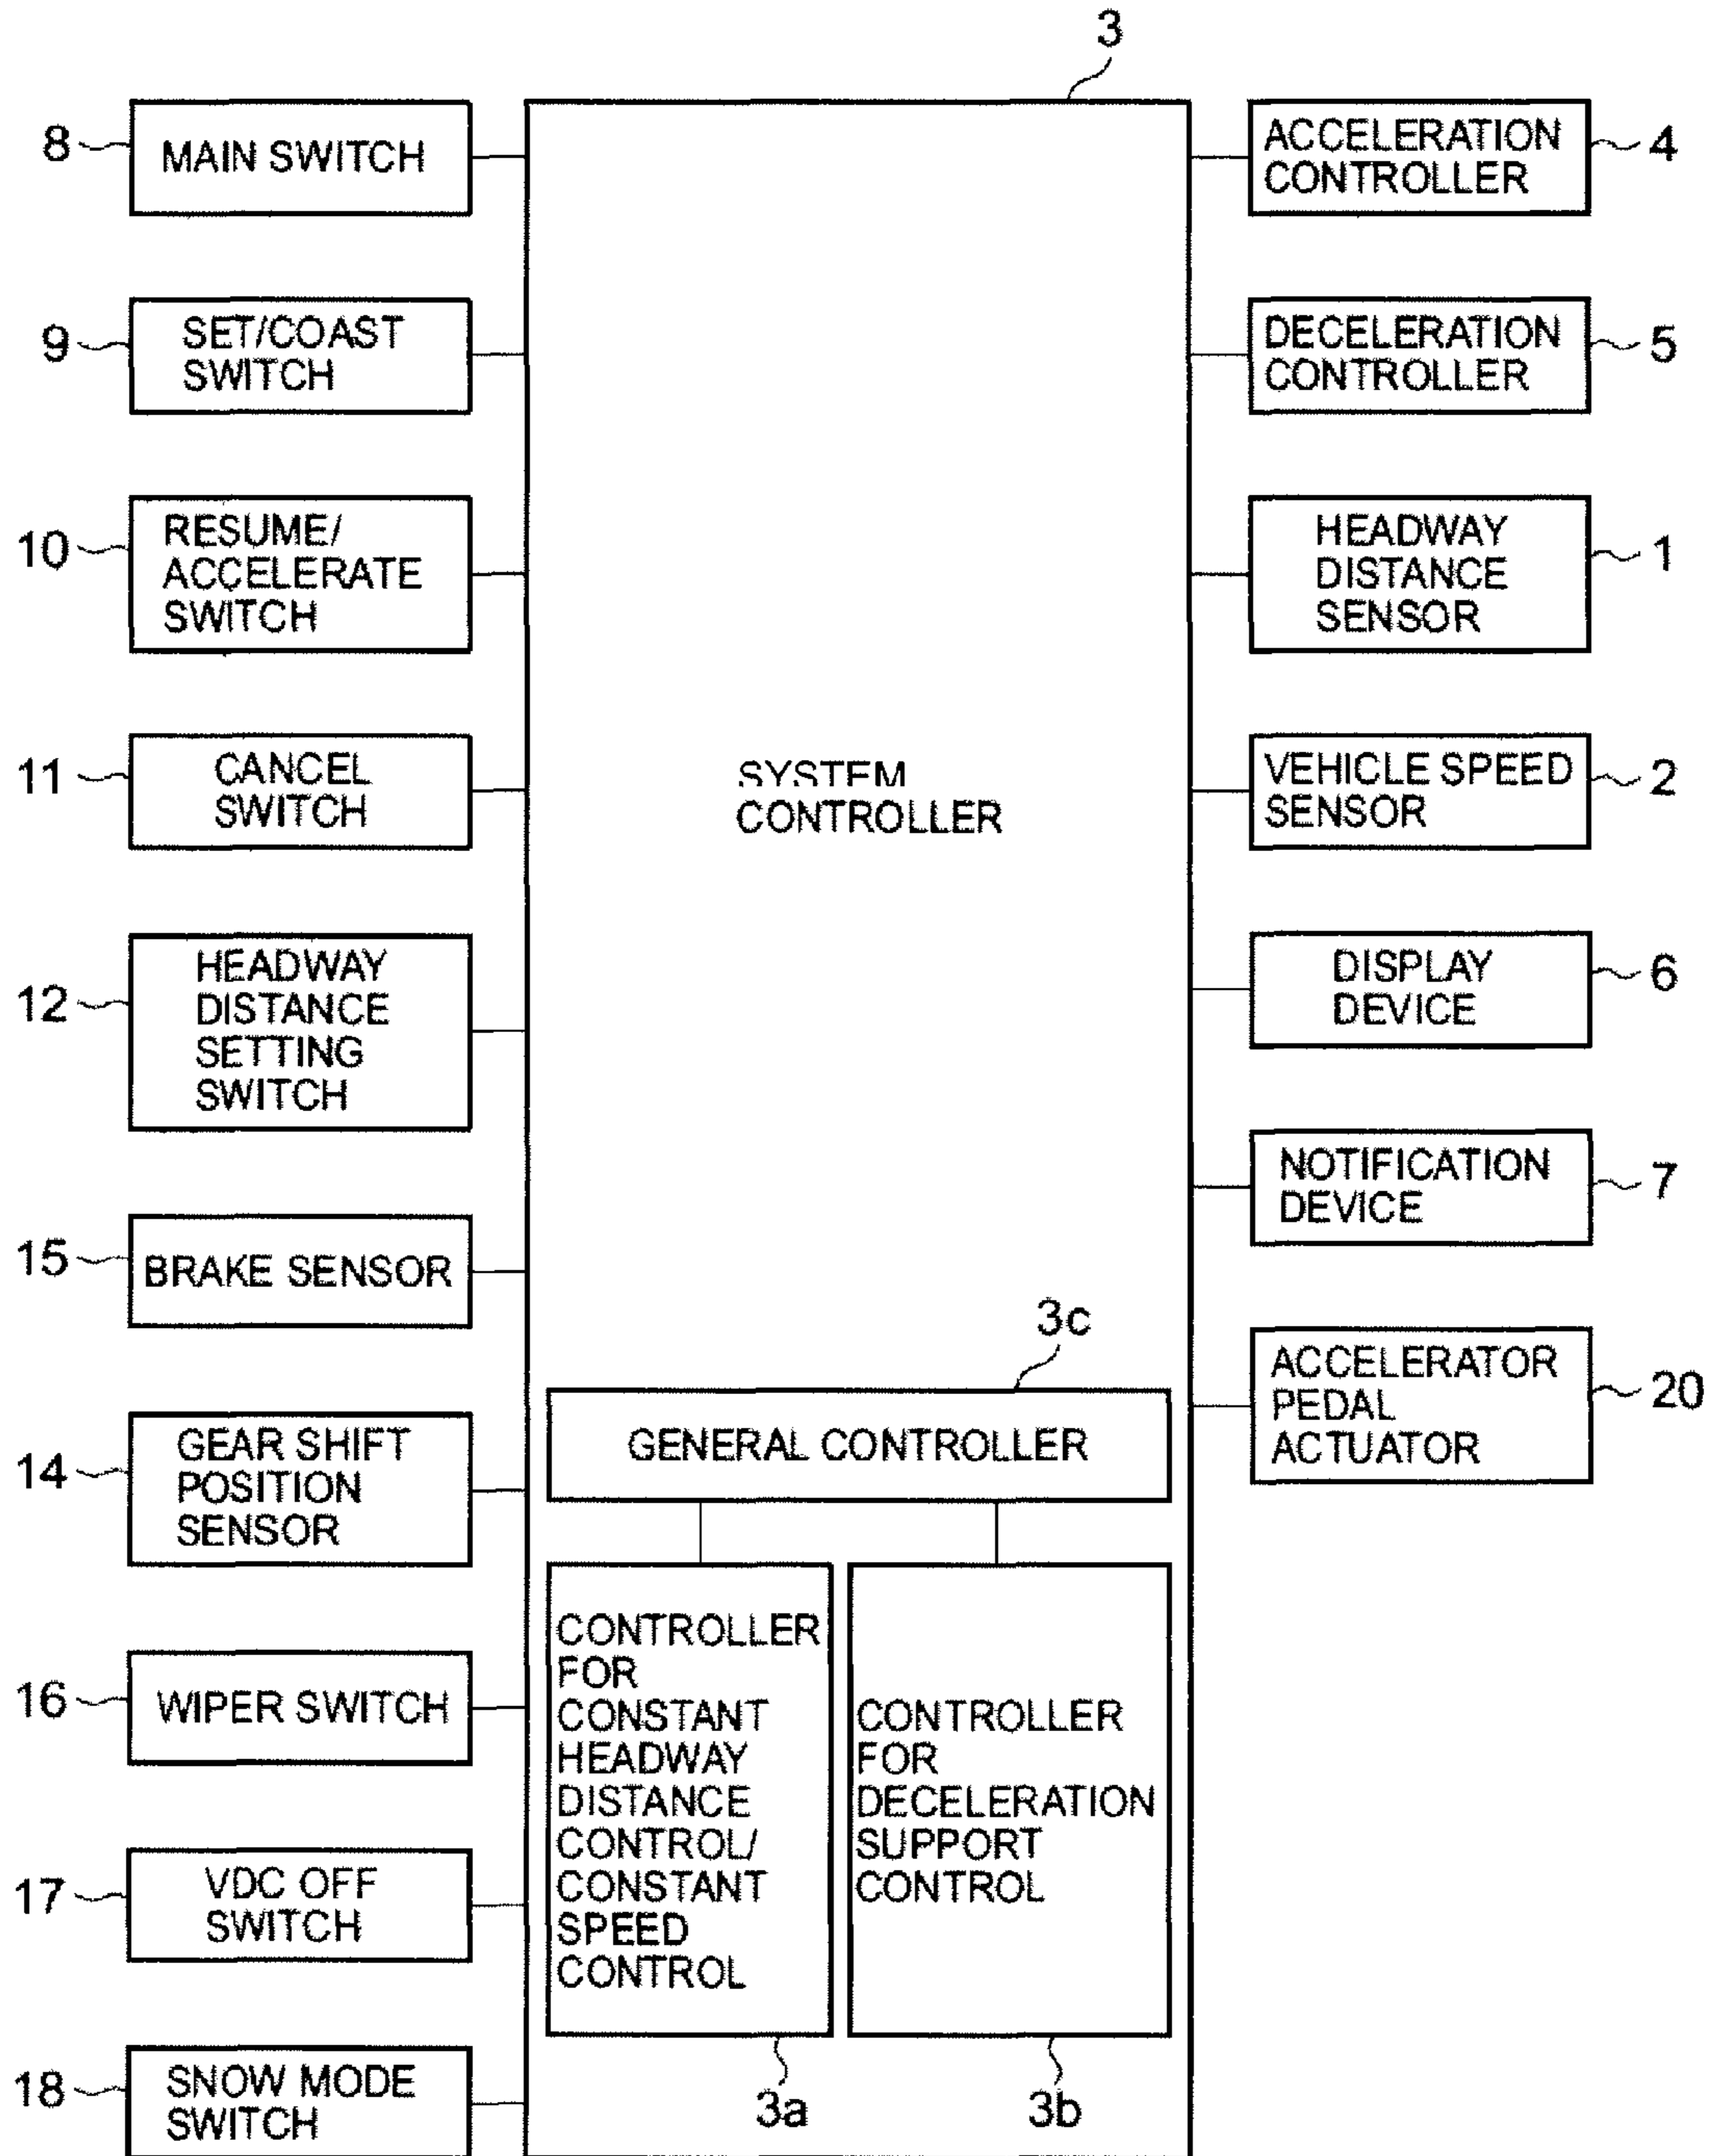 3
8
MAIN SWITCH
9
SET/COAST
SWITCH
10
RESUME/
ACCELERATE
SWITCH
11
CANCEL
SWITCH
12
HEADWAY
DISTANCE
SETTING
SWITCH
15
BRAKE SENSOR
14
GEAR SHIFT
POSITION
SENSOR
16
WIPER SWITCH
17
VDC OFF
SWITCH
18
SNOW MODE
SWITCH
SYSTEM
CONTROLLER
3c
GENERAL CONTROLLER
CONTROLLER
FOR
CONSTANT
HEADWAY
DISTANCE
CONTROL/
CONSTANT
SPEED
CONTROL
3a
CONTROLLER
FOR
DECELERATION
SUPPORT
CONTROL
3b
ACCELERATION
CONTROLLER
4
DECELERATION
CONTROLLER
5
HEADWAY
DISTANCE
SENSOR
1
VEHICLE SPEED
SENSOR
2
DISPLAY
DEVICE
6
NOTIFICATION
DEVICE
7
ACCELERATOR
PEDAL
ACTUATOR
20